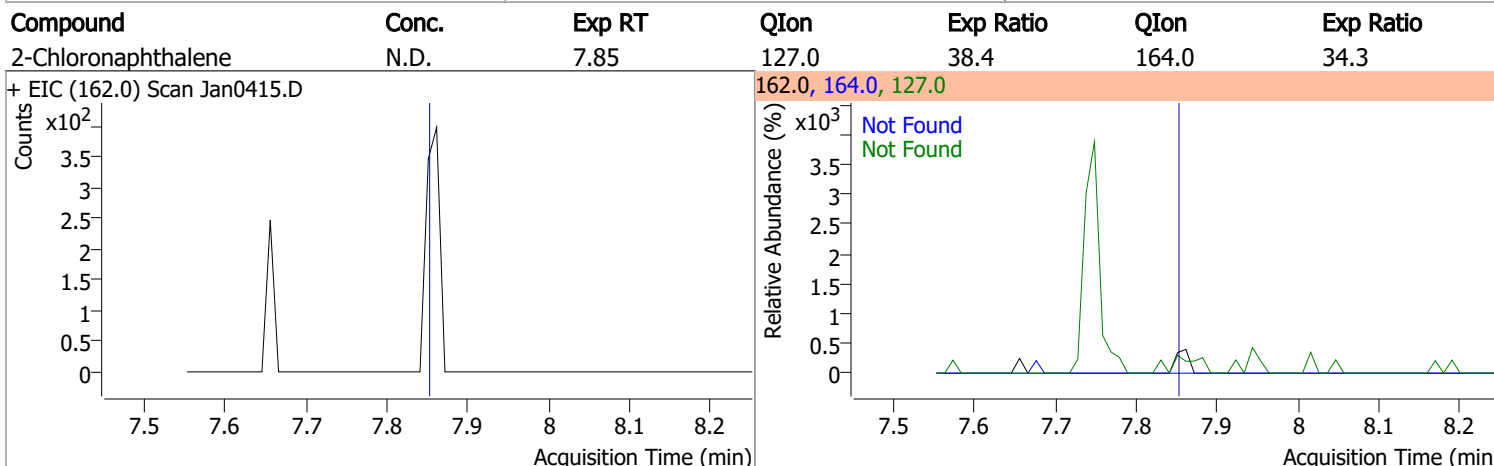 Compound Conc. Exp RT QIon Exp Ratio QIon Exp Ratio
2-Chloronaphthalene N.D. 7.85 127.0 38.4 164.0 34.3
+ EIC (162.0) Scan Jan0415.D
Counts
x10²
3.5
3
2.5
2
1.5
1
0.5
0
7.5 7.6 7.7 7.8 7.9 8 8.1 8.2
Acquisition Time (min)
162.0, 164.0, 127.0
Relative Abundance (%)
x10³
Not Found
Not Found
3.5
3
2.5
2
1.5
1
0.5
0
7.5 7.6 7.7 7.8 7.9 8 8.1 8.2
Acquisition Time (min)